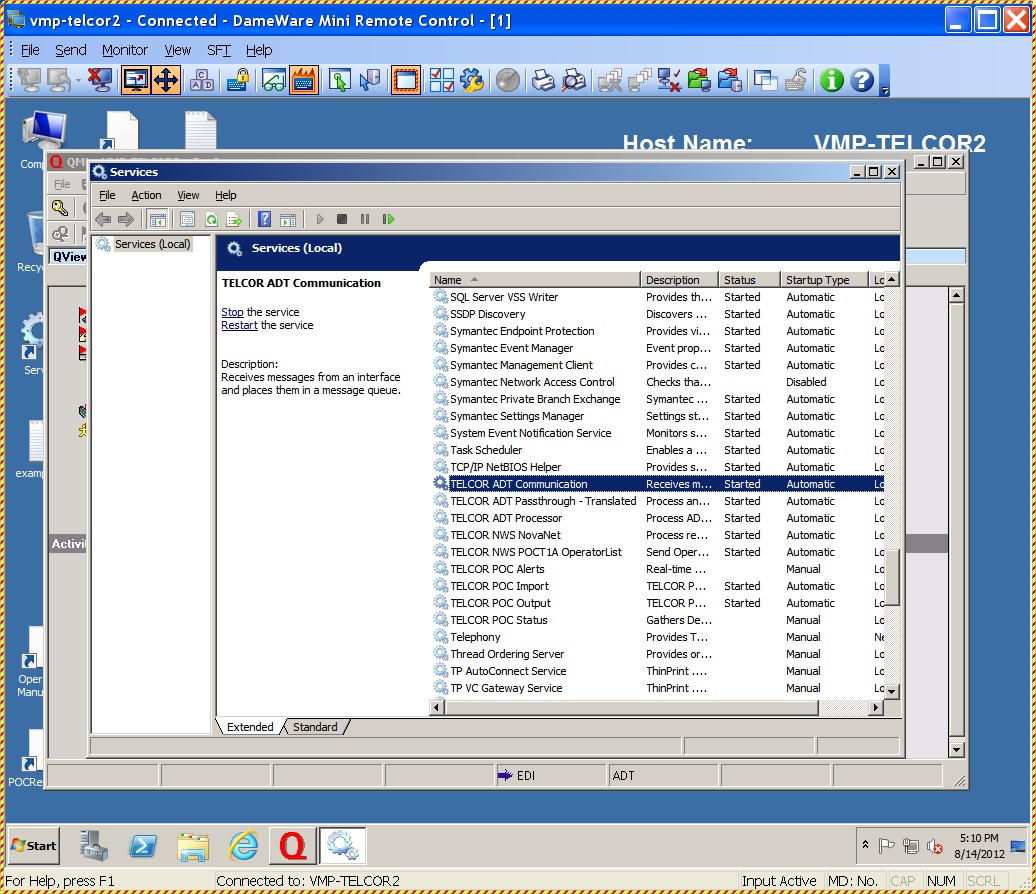 vmp-telcor2 - Connected - DameWare Mini Remote Control - [1]
File Send Monitor View SFT Help
Host Name: VMP-TELCOR2
Services
File Action View Help
File
QView
Services (Local)
Services (Local)
TELCOR ADT Communication
Stop the service
Restart the service
Description:
Receives messages from an interface
and places them in a message queue.
Name Description Status Startup Type Lo
SQL Server VSS Writer Provides th... Started Automatic Lo
SSDP Discovery Discovers ... Started Automatic Lo
Symantec Endpoint Protection Provides vi... Started Automatic Lo
Symantec Event Manager Event prop... Started Automatic Lo
Symantec Management Client Provides c... Started Automatic Lo
Symantec Network Access Control Checks tha... Disabled Lo
Symantec Private Branch Exchange Symantec ... Started Automatic Lo
Symantec Settings Manager Settings st... Started Automatic Lo
System Event Notification Service Monitors s... Started Automatic Lo
Task Scheduler Enables a ... Started Automatic Lo
TCP/IP NetBIOS Helper Provides s... Started Automatic Lo
TELCOR ADT Communication Receives m... Started Automatic Lo
TELCOR ADT Passthrough - Translated Process an... Started Automatic Lo
TELCOR ADT Processor Process AD... Started Automatic Lo
TELCOR NWS NovaNet Process re... Started Automatic Lo
TELCOR NWS POCT1A OperatorList Send Oper... Started Automatic Lo
TELCOR POC Alerts Real-time ... Manual Lo
TELCOR POC Import TELCOR P... Started Automatic Lo
TELCOR POC Output TELCOR P... Started Automatic Lo
TELCOR POC Status Gathers De... Manual Lo
Telephony Provides T... Manual Ne
Thread Ordering Server Provides or... Manual Lo
TP AutoConnect Service ThinPrint .... Manual Lo
TP VC Gateway Service ThinPrint .... Manual Lo
Extended Standard
Com
Recy
Serv
examp
Activi
Oper
Manu
POCRe
EDI ADT
Start
5:10 PM
8/14/2012
For Help, press F1 Connected to: VMP-TELCOR2 Input Active MD: No. CAP NUM SCRL